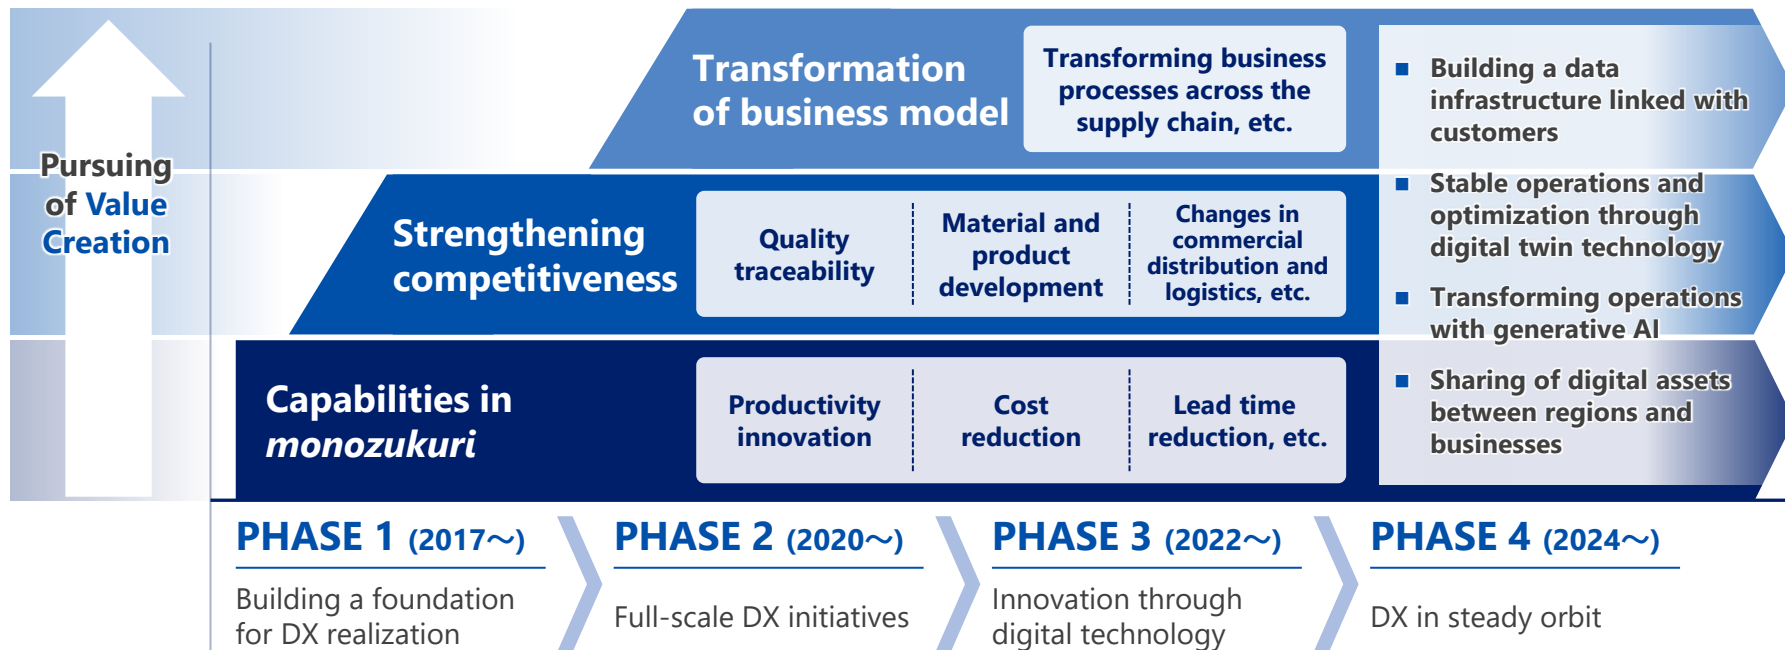 Pursuing
of Value
Creation
Transformation
of business model
Transforming business
processes across the
supply chain, etc.
Strengthening
competitiveness
Quality
traceability
Material and
product
development
Changes in
commercial
distribution and
logistics, etc.
Capabilities in
monozukuri
Productivity
innovation
Cost
reduction
Lead time
reduction, etc.
■ Building a data
infrastructure linked with
customers
■ Stable operations and
optimization through
digital twin technology
■ Transforming operations
with generative AI
■ Sharing of digital assets
between regions and
businesses
PHASE 1 (2017～)
Building a foundation
for DX realization
PHASE 2 (2020～)
Full-scale DX initiatives
PHASE 3 (2022～)
Innovation through
digital technology
PHASE 4 (2024～)
DX in steady orbit